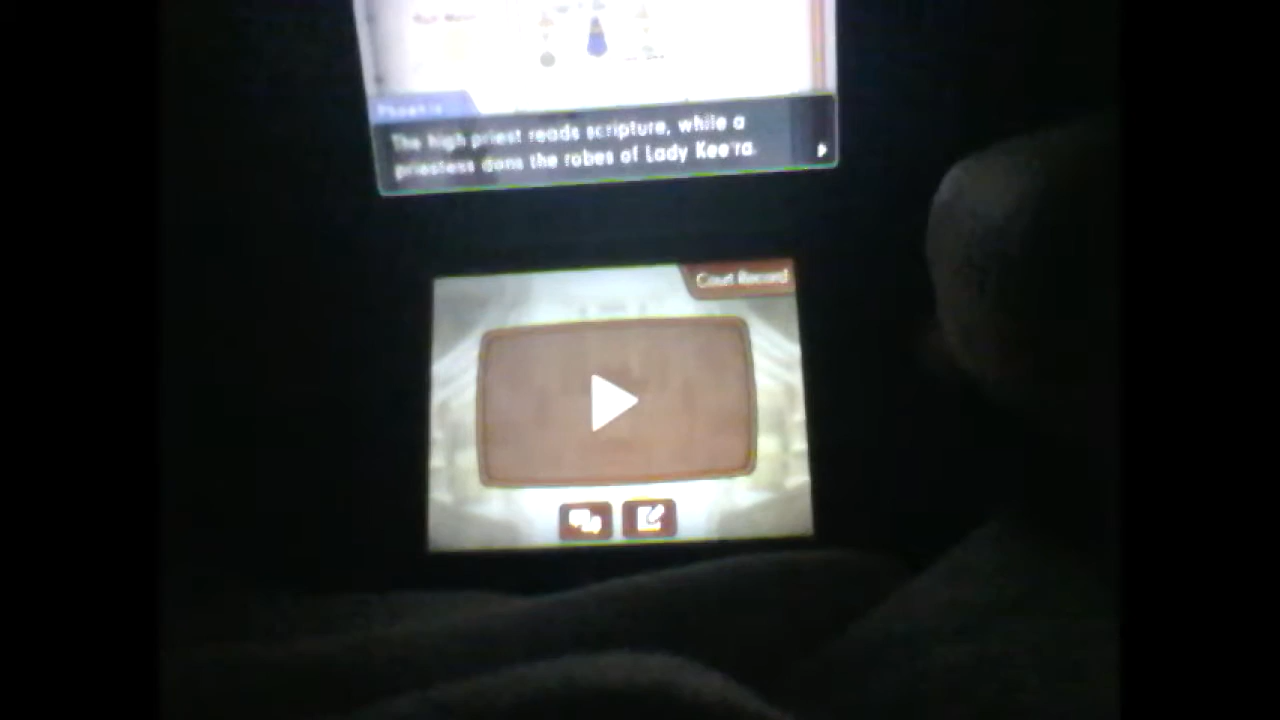 Phoenix
The high priest reads scripture, while a
priestess dons the robes of Lady Kee'ra.
Court Record